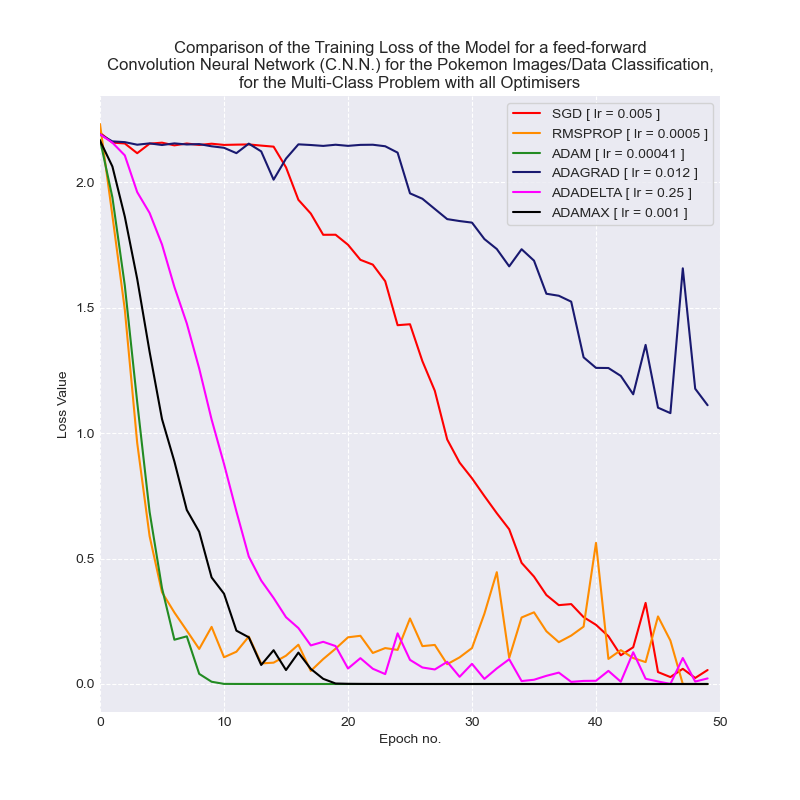 Comparison of the Training Loss of the Model for a feed-forward
Convolution Neural Network (C.N.N.) for the Pokemon Images/Data Classification,
for the Multi-Class Problem with all Optimisers
SGD [ lr = 0.005 ]
RMSPROP [ lr = 0.0005 ]
ADAM [ lr = 0.00041 ]
ADAGRAD [ lr = 0.012 ]
ADADELTA [ lr = 0.25 ]
ADAMAX [ lr = 0.001 ]
Loss Value
2.0
1.5
1.0
0.5
0.0
0 10 20 30 40 50
Epoch no.